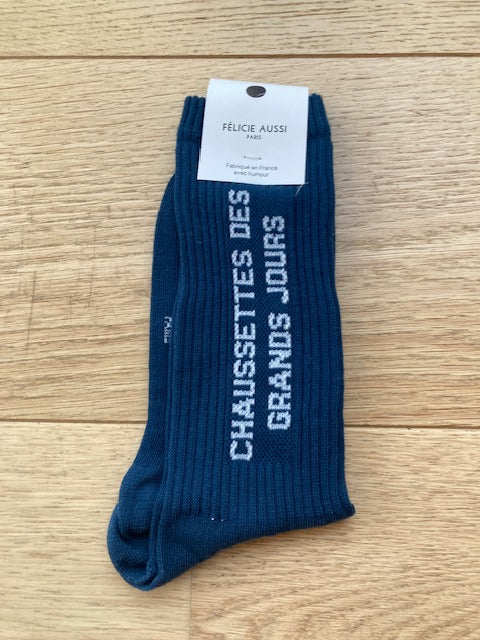 FÉLICIE AUSSI
PARIS
Fabriqué en France
avec humour
CHAUSSETTES DES
GRANDS JOURS